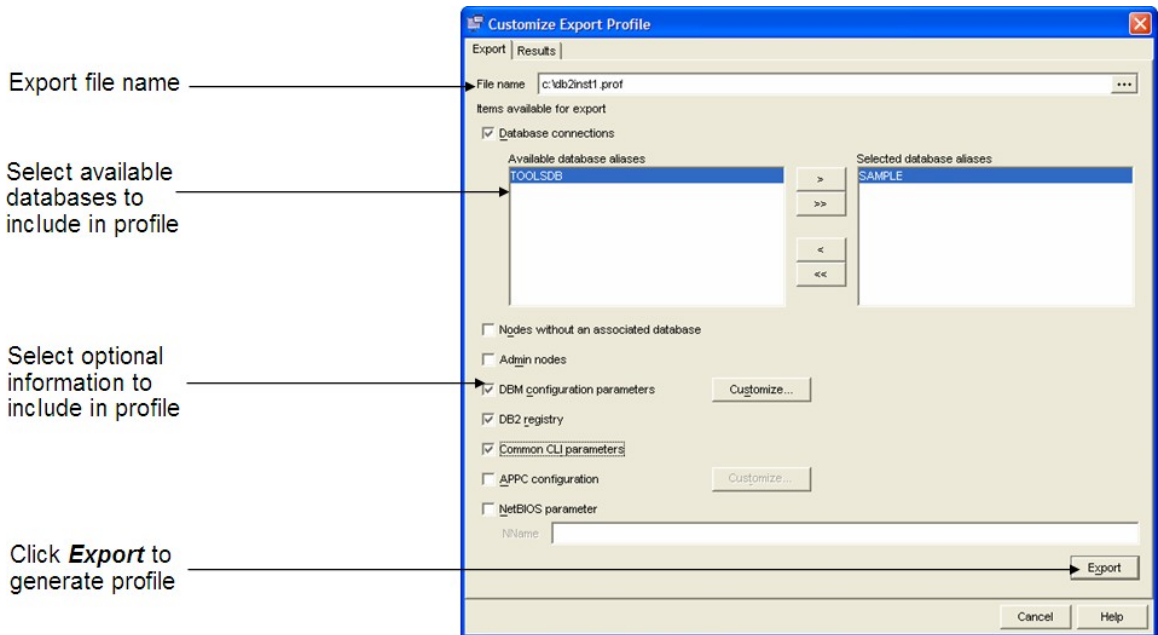 Customize Export Profile
Export
Results
Export file name
File name
c:\db2inst1.prof
...
Items available for export
Database connections
Select available
databases to
include in profile
Available database aliases
Selected database aliases
TOOLSDB
SAMPLE
>
>>
<
<<
Nodes without an associated database
Admin nodes
Select optional
information to
include in profile
DBM configuration parameters
Customize...
DB2 registry
Common CLI parameters
APPC configuration
Customize...
NetBIOS parameter
NName
Click Export to
generate profile
Export
Cancel
Help